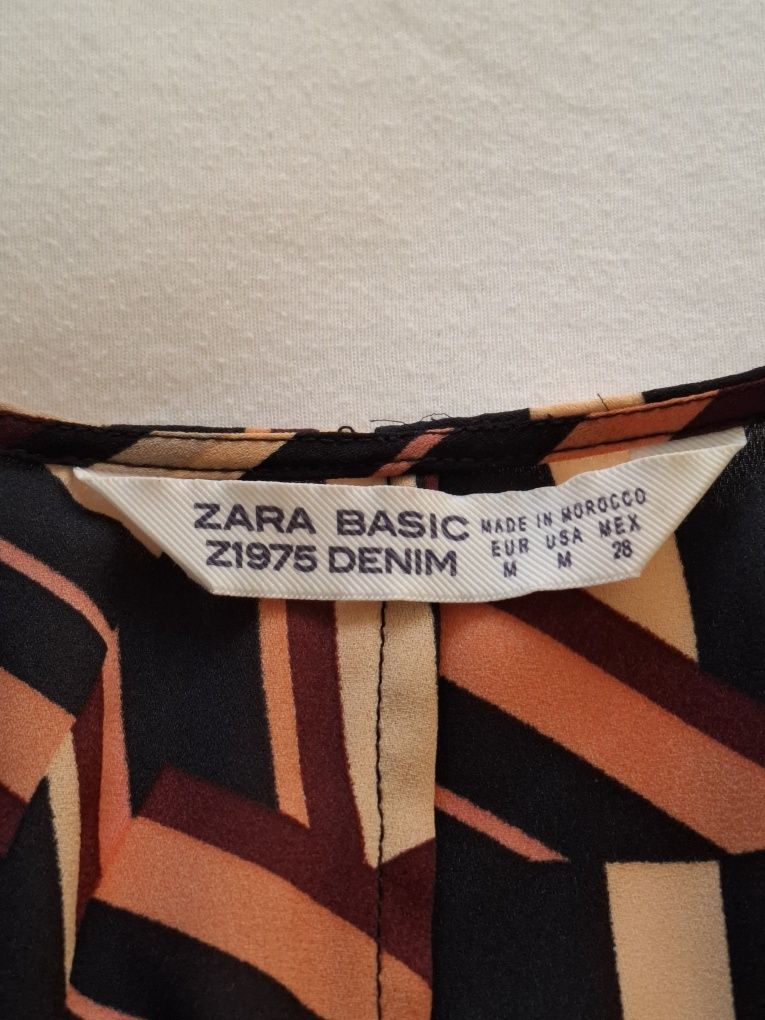 ZARA BASIC
Z1975 DENIM
MADE IN MOROCCO
EUR USA MEX
M M 28